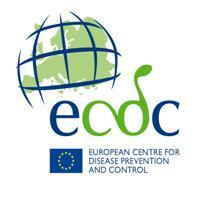 ecdc
EUROPEAN CENTRE FOR
DISEASE PREVENTION
AND CONTROL